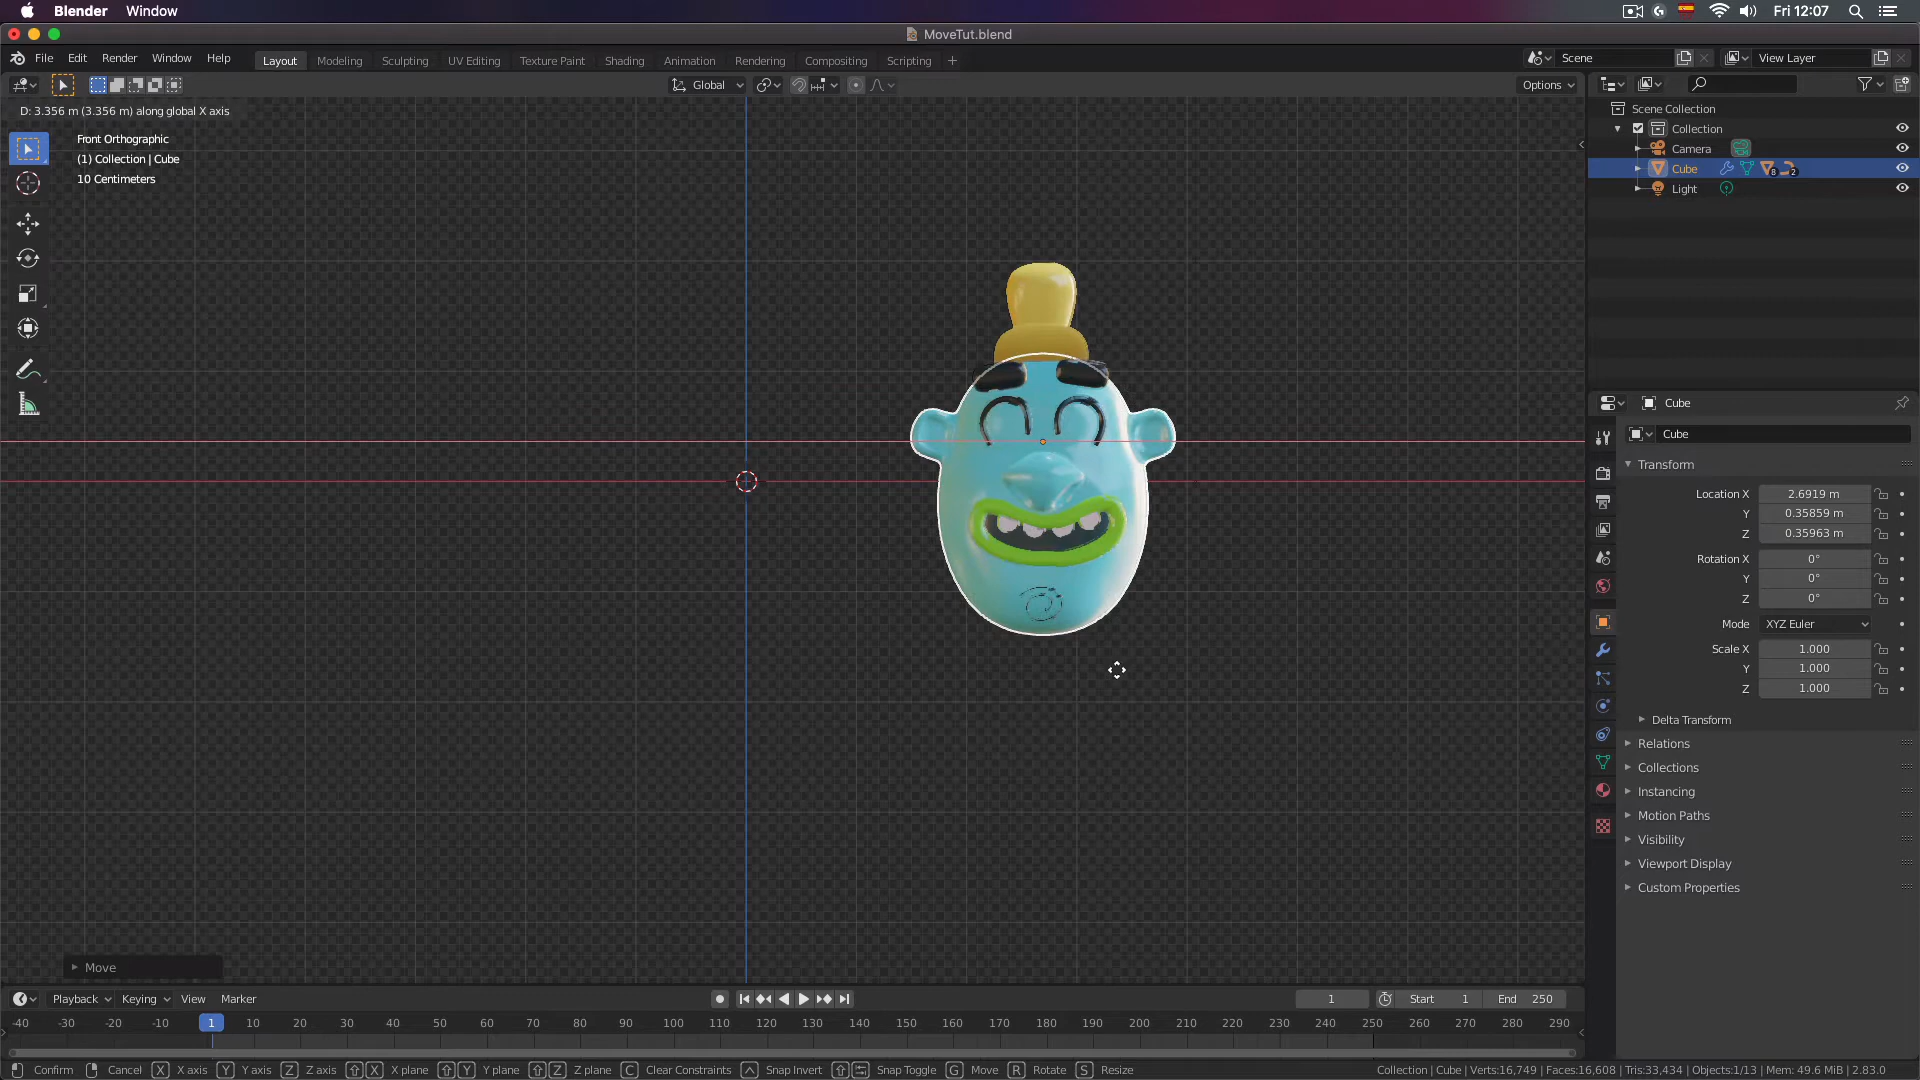 Blender Window Fri 12:07
MoveTut.blend
File Edit Render Window Help Layout Modeling Sculpting UV Editing Texture Paint Shading Animation Rendering Compositing Scripting + Scene View Layer
Global Options
D: 3.356 m (3.356 m) along global X axis
Front Orthographic
(1) Collection | Cube
10 Centimeters
Scene Collection
Collection
Camera
Cube 8 2
Light
Cube
Cube
Transform
Location X 2.6919 m
Y 0.35859 m
Z 0.35963 m
Rotation X 0°
Y 0°
Z 0°
Mode XYZ Euler
Scale X 1.000
Y 1.000
Z 1.000
Delta Transform
Relations
Collections
Instancing
Motion Paths
Visibility
Viewport Display
Custom Properties
Move
Playback Keying View Marker 1 Start 1 End 250
-40 -30 -20 -10 1 10 20 30 40 50 60 70 80 90 100 110 120 130 140 150 160 170 180 190 200 210 220 230 240 250 260 270 280 290
Confirm Cancel X X axis Y Y axis Z Z axis X X plane Y Y plane Z Z plane C Clear Constraints Snap Invert Snap Toggle G Move R Rotate S Resize Collection | Cube | Verts:16,749 | Faces:16,608 | Tris:33,434 | Objects:1/13 | Mem: 49.6 MiB | 2.83.0